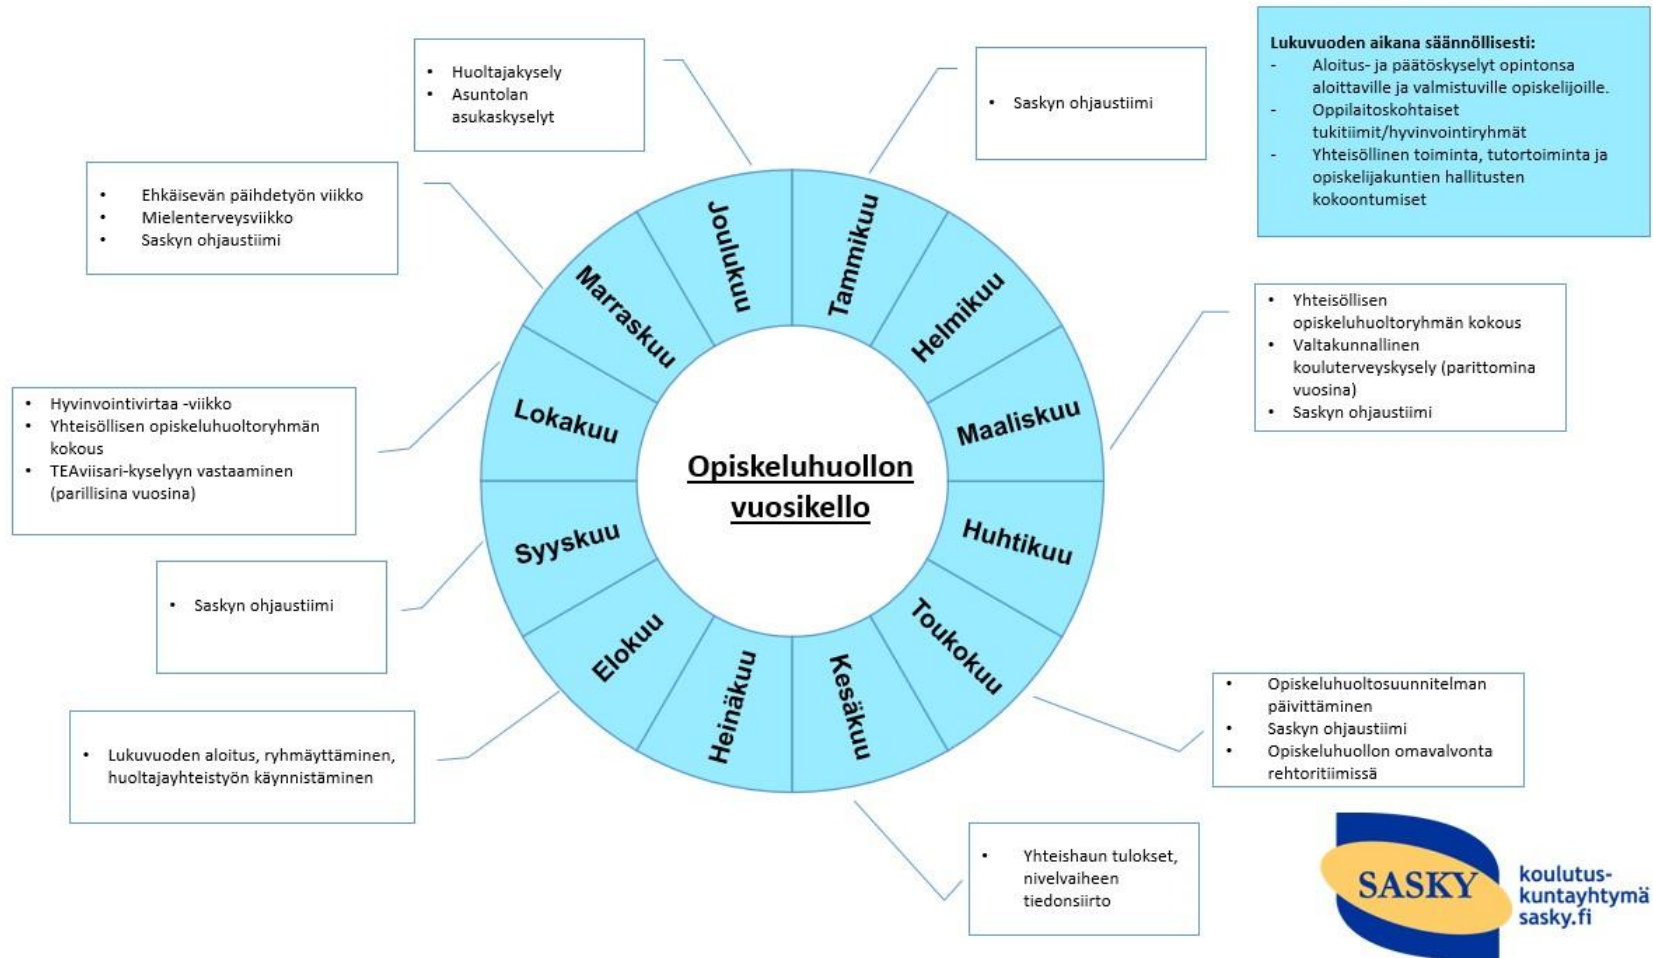 Lukuvuoden aikana säännöllisesti:
- Aloitus- ja päätöskyselyt opintonsa
aloittaville ja valmistuville opiskelijoille.
- Oppilaitoskohtaiset
tukitiimit/hyvinvointiryhmät
- Yhteisöllinen toiminta, tutortoiminta ja
opiskelijakuntien hallitusten
kokoontumiset
• Huoltajakysely
• Asuntolan
asukaskyselyt
• Saskyn ohjaustiimi
• Ehkäisevän päihdetyön viikko
• Mielenterveysviikko
• Saskyn ohjaustiimi
• Yhteisöllisen
opiskeluhuoltoryhmän kokous
• Valtakunnallinen
kouluterveyskysely (parittomina
vuosina)
• Saskyn ohjaustiimi
• Hyvinvointivirtaa -viikko
• Yhteisöllisen opiskeluhuoltoryhmän
kokous
• TEAviisari-kyselyyn vastaaminen
(parillisina vuosina)
• Saskyn ohjaustiimi
• Lukuvuoden aloitus, ryhmäyttäminen,
huoltajayhteistyön käynnistäminen
• Opiskeluhuoltosuunnitelman
päivittäminen
• Saskyn ohjaustiimi
• Opiskeluhuollon omavalvonta
rehtoritiimissä
• Yhteishaun tulokset,
nivelvaiheen
tiedonsiirto
Tammikuu
Helmikuu
Maaliskuu
Huhtikuu
Toukokuu
Kesäkuu
Heinäkuu
Elokuu
Syyskuu
Lokakuu
Marraskuu
Joulukuu
Opiskeluhuollon
vuosikello
SASKY
koulutus-
kuntayhtymä
sasky.fi